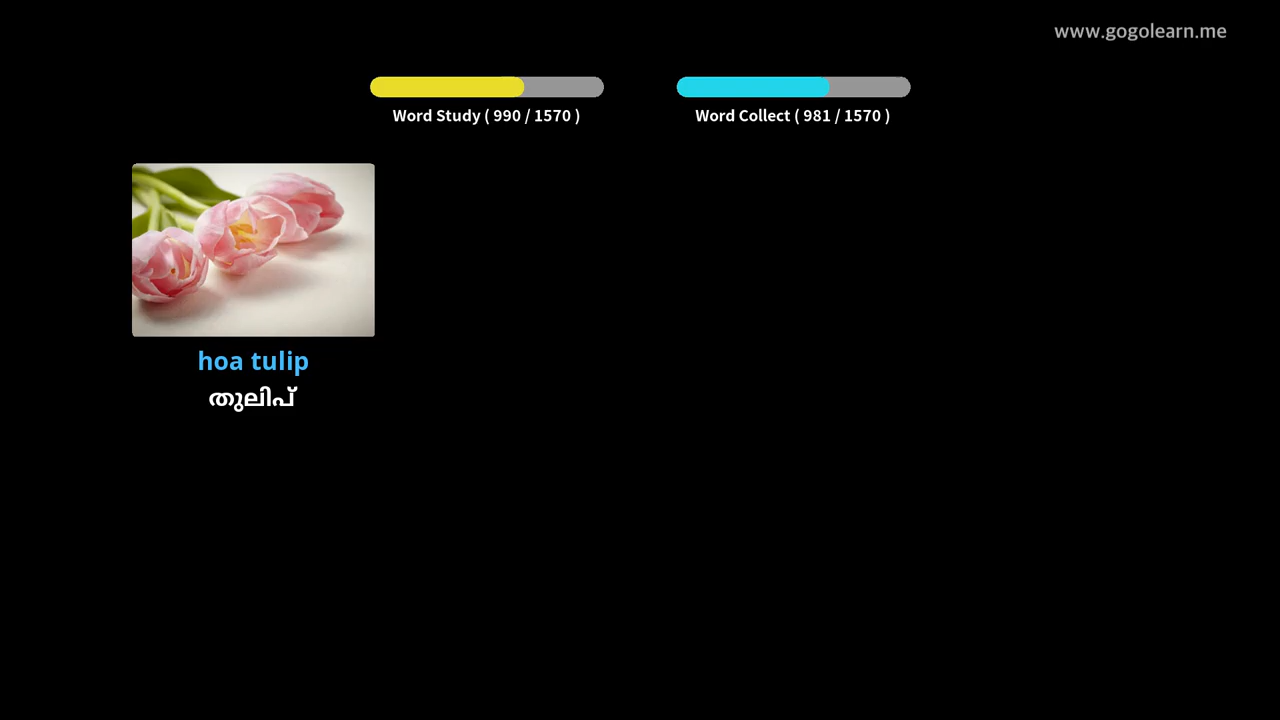 www.gogolearn.me
Word Study ( 990 / 1570 )
Word Collect ( 981 / 1570 )
hoa tulip
തുലിപ്